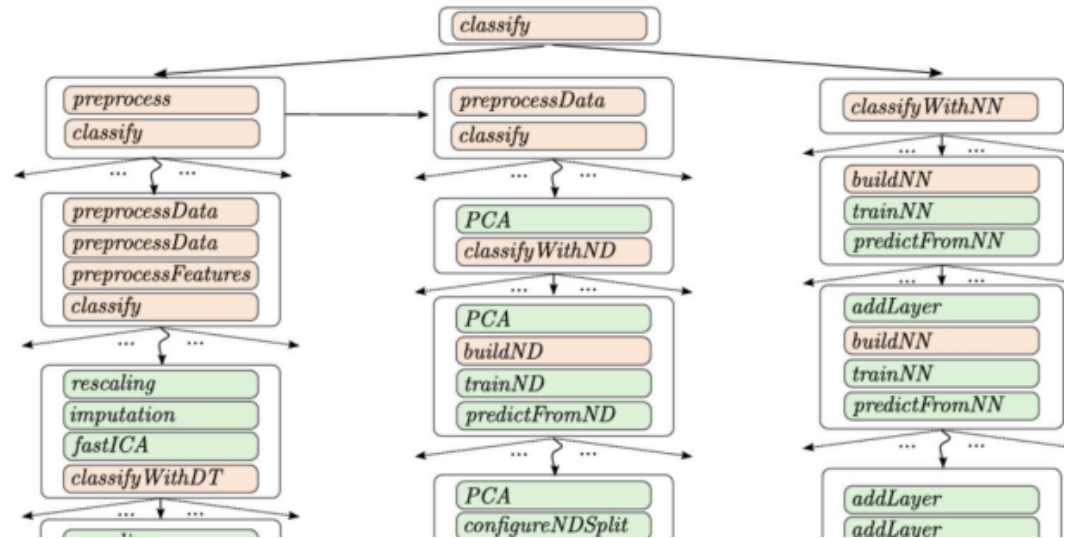 classify
preprocess
classify
preprocessData
classify
classifyWithNN
... ...
... ...
... ...
preprocessData
preprocessData
preprocessFeatures
classify
PCA
classifyWithND
buildNN
trainNN
predictFromNN
... ...
... ...
... ...
rescaling
imputation
fastICA
classifyWithDT
PCA
buildND
trainND
predictFromND
addLayer
buildNN
trainNN
predictFromNN
... ...
... ...
... ...
PCA
configureNDSplit
addLayer
addLayer